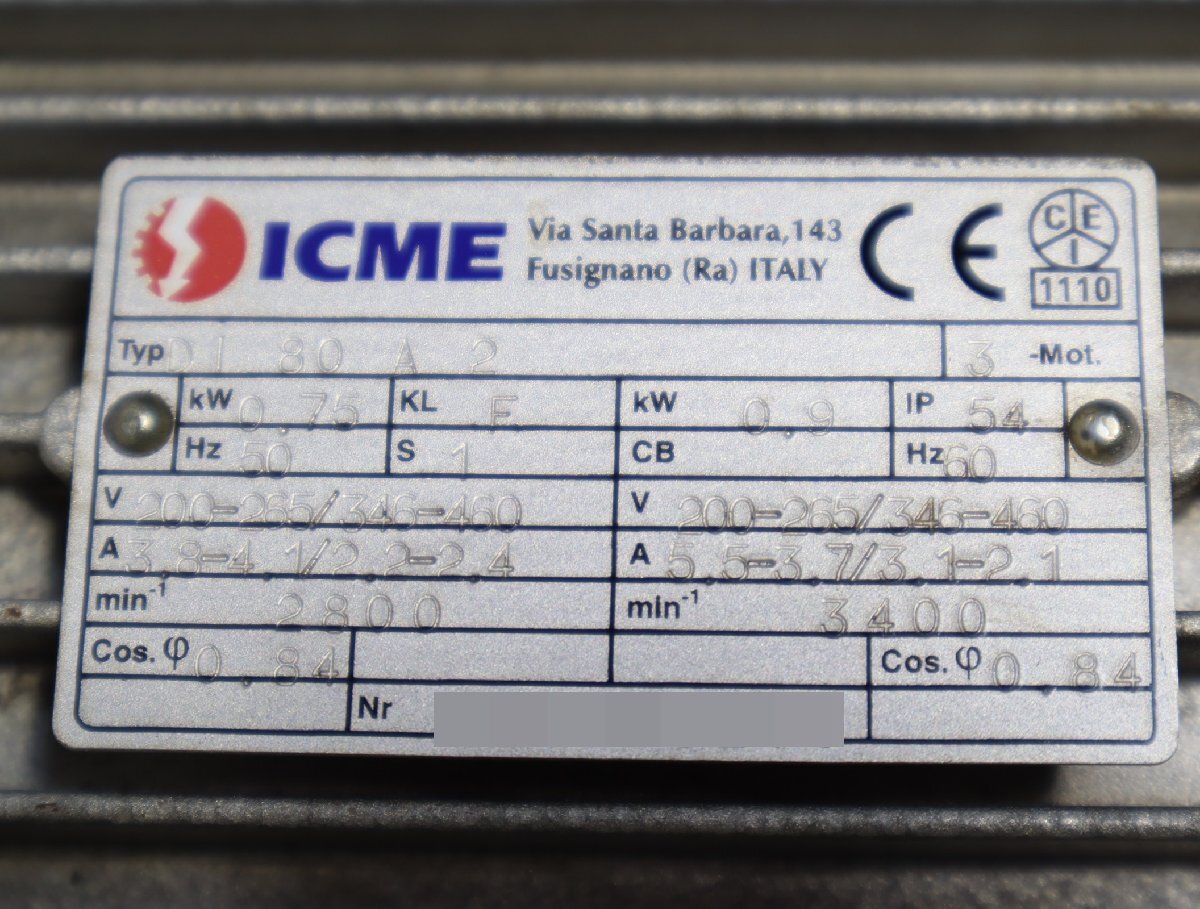 ICME Via Santa Barbara,143
Fusignano (Ra) ITALY
CE
CEI
1110
Typ DI 80 A 2 3 -Mot.
kW 0.75 KL F kW 0.9 IP 54
Hz 50 S 1 CB Hz 60
V 200-265/346-460 V 200-265/346-460
A 3.8-4.1/2.2-2.4 A 5.5-3.7/3.1-2.1
min-1 2800 min-1 3400
Cos. φ 0.84 Cos. φ 0.84
Nr